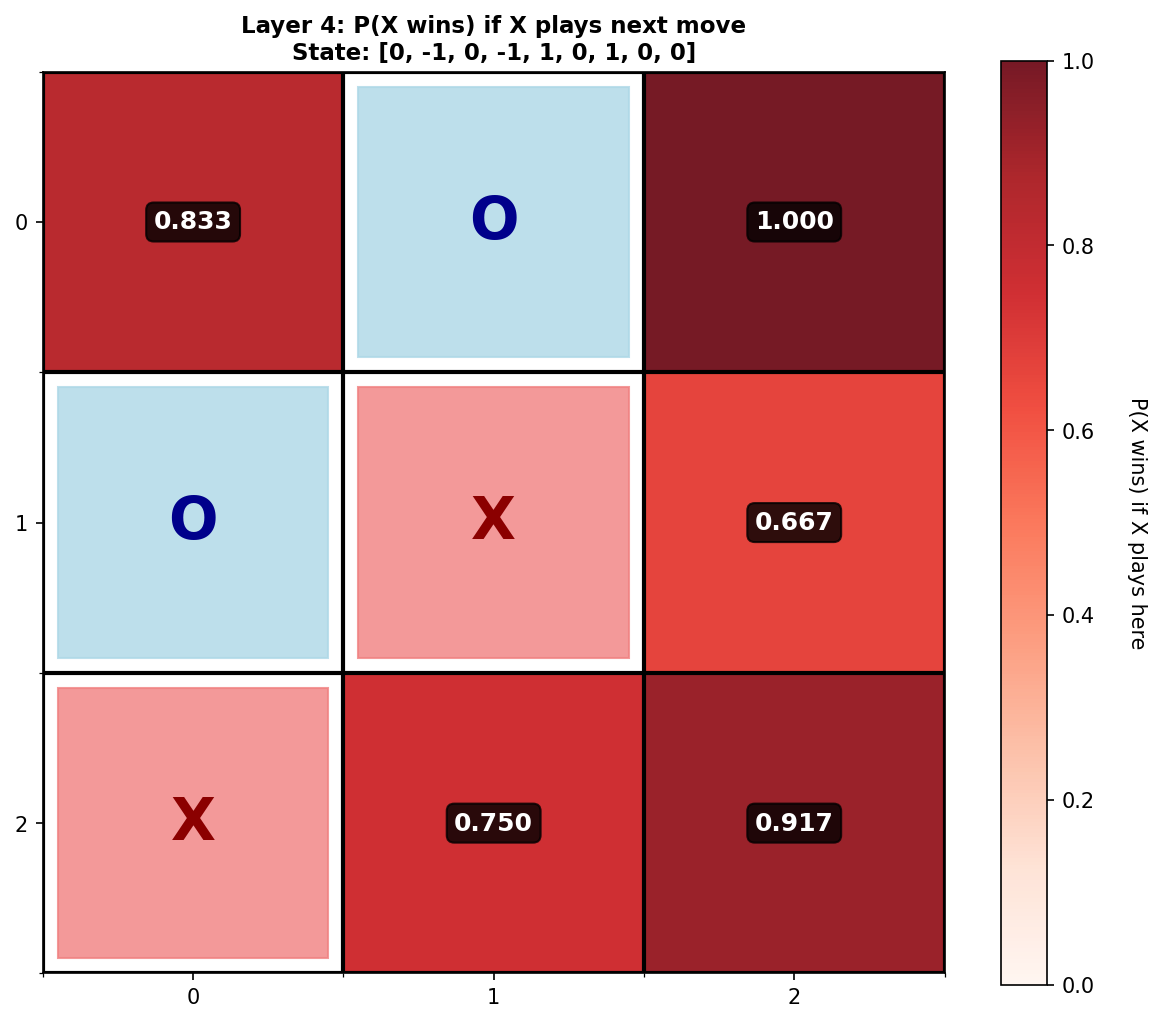 Layer 4: P(X wins) if X plays next move
State: [0, -1, 0, -1, 1, 0, 1, 0, 0]
0.833
O
1.000
O
X
0.667
X
0.750
0.917
0
1
2
0
1
2
1.0
0.8
0.6
0.4
0.2
0.0
P(X wins) if X plays here